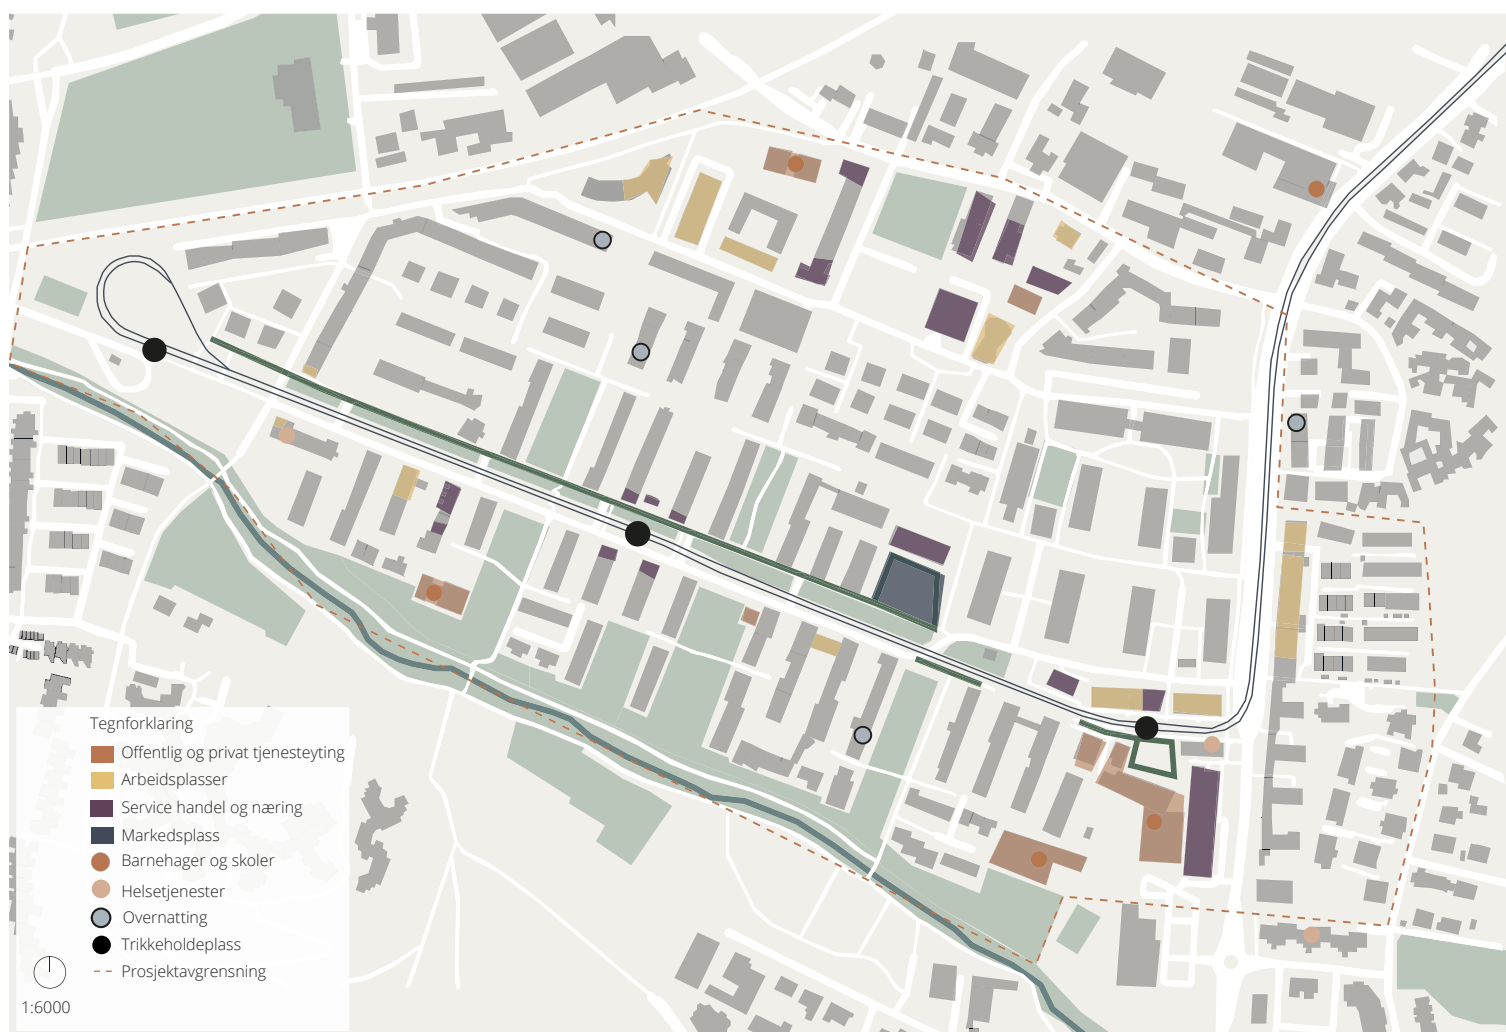 Tegnforklaring
Offentlig og privat tjenesteyting
Arbeidsplasser
Service handel og næring
Markedsplass
Barnehager og skoler
Helsetjenester
Overnatting
Trikkeholdeplass
Prosjektavgrensning
1:6000